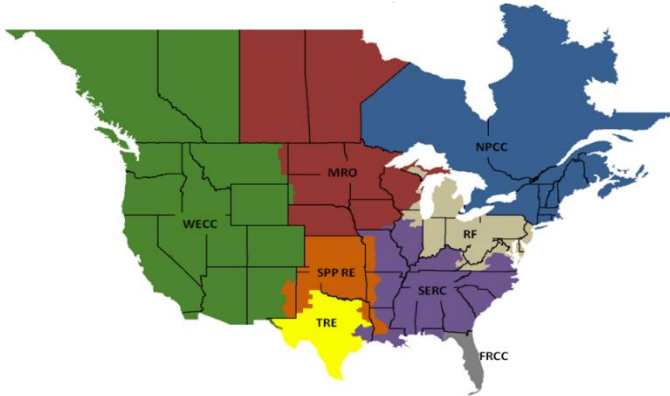 NPCC
MRO
WECC
RF
SPP RE
SERC
TRE
FRCC